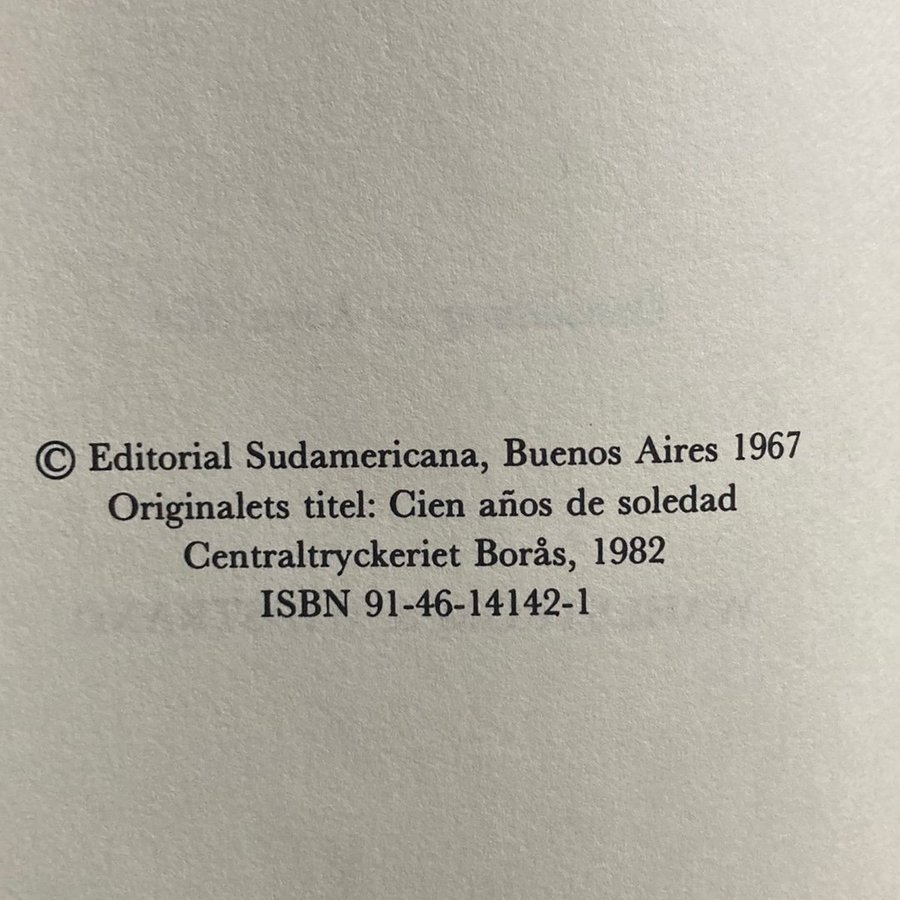 © Editorial Sudamericana, Buenos Aires 1967
Originalets titel: Cien años de soledad
Centraltryckeriet Borås, 1982
ISBN 91-46-14142-1